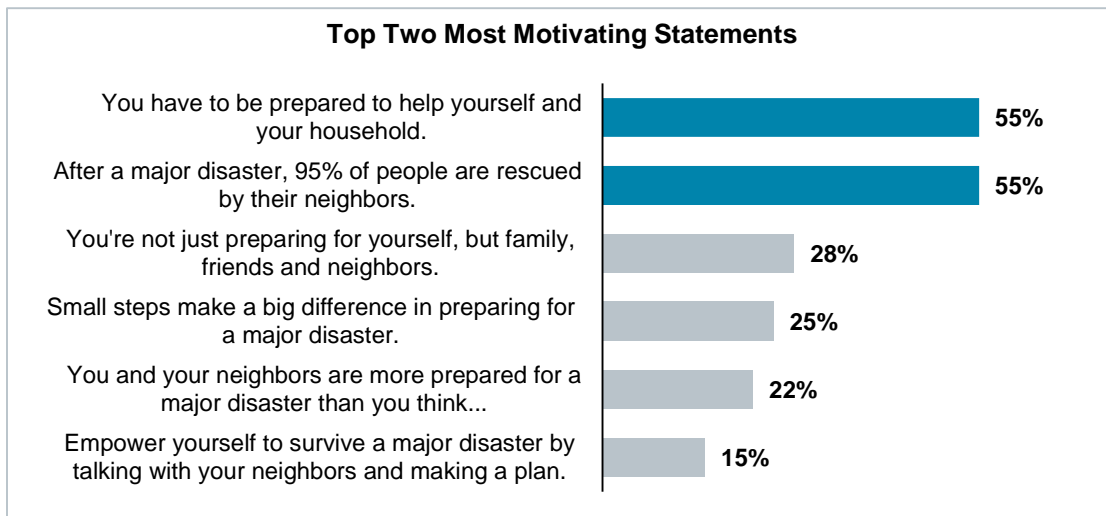 Top Two Most Motivating Statements
You have to be prepared to help yourself and
your household.
55%
After a major disaster, 95% of people are rescued
by their neighbors.
55%
You're not just preparing for yourself, but family,
friends and neighbors.
28%
Small steps make a big difference in preparing for
a major disaster.
25%
You and your neighbors are more prepared for a
major disaster than you think...
22%
Empower yourself to survive a major disaster by
talking with your neighbors and making a plan.
15%